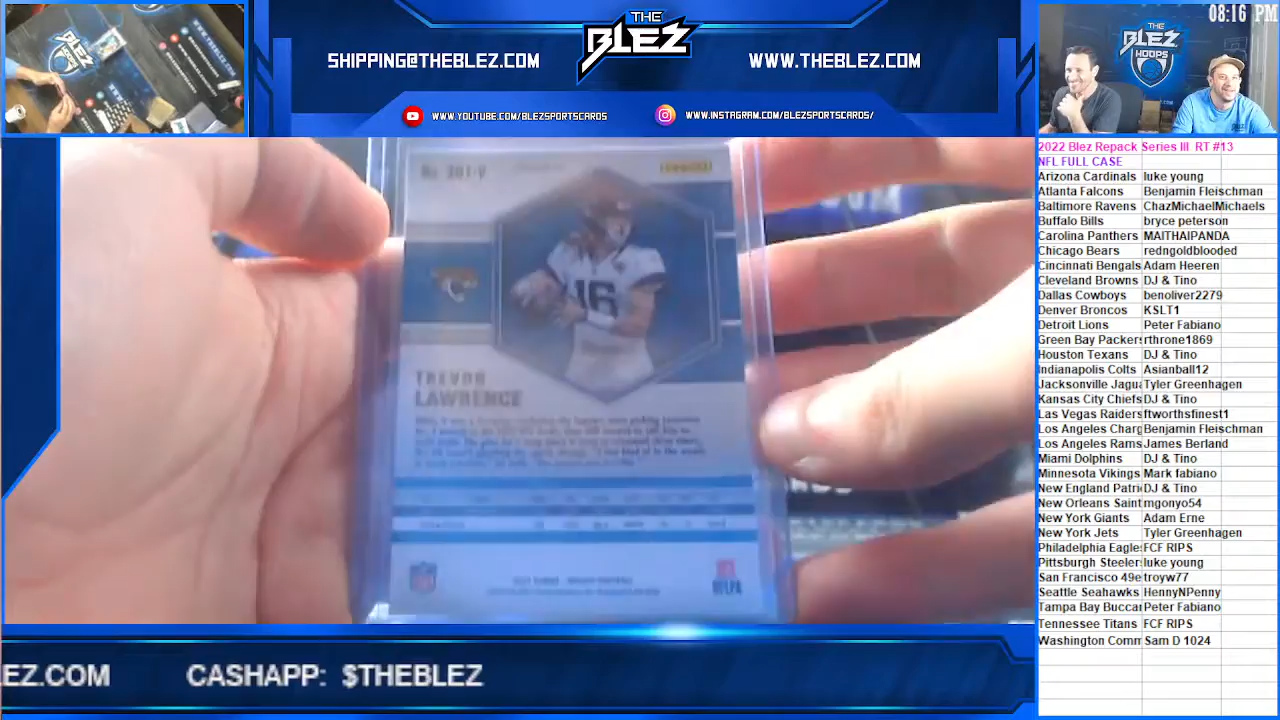 08:16 PM
THE
BLEZ
SHIPPING@THEBLEZ.COM
WWW.THEBLEZ.COM
WWW.YOUTUBE.COM/BLEZSPORTSCARDS
WWW.INSTAGRAM.COM/BLEZSPORTSCARDS/
THE
BLEZ
HOOPS
No. 301-V
TREVOR
LAWRENCE
16
NFLPA
EZ.COM CASHAPP: $THEBLEZ
2022 Blez Repack Series III RT #13
NFL FULL CASE
Arizona Cardinals luke young
Atlanta Falcons Benjamin Fleischman
Baltimore Ravens ChazMichaelMichaels
Buffalo Bills bryce peterson
Carolina Panthers MAITHAIPANDA
Chicago Bears redngoldblooded
Cincinnati Bengals Adam Heeren
Cleveland Browns DJ & Tino
Dallas Cowboys benoliver2279
Denver Broncos KSLT1
Detroit Lions Peter Fabiano
Green Bay Packers rthrone1869
Houston Texans DJ & Tino
Indianapolis Colts Asianball12
Jacksonville Jagu Tyler Greenhagen
Kansas City Chiefs DJ & Tino
Las Vegas Raiders ftworthsfinest1
Los Angeles Charg Benjamin Fleischman
Los Angeles Rams James Berland
Miami Dolphins DJ & Tino
Minnesota Vikings Mark fabiano
New England Patri DJ & Tino
New Orleans Saint mgonyo54
New York Giants Adam Erne
New York Jets Tyler Greenhagen
Philadelphia Eagle FCF RIPS
Pittsburgh Steeler luke young
San Francisco 49e troyw77
Seattle Seahawks HennyNPenny
Tampa Bay Bucca Peter Fabiano
Tennessee Titans FCF RIPS
Washington Comm Sam D 1024